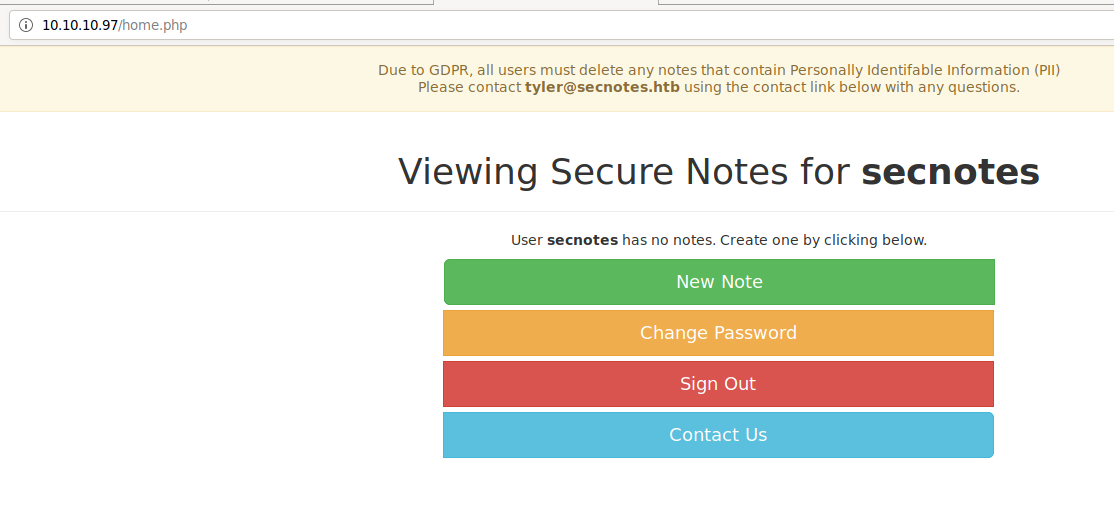 10.10.10.97/home.php
Due to GDPR, all users must delete any notes that contain Personally Identifable Information (PII)
Please contact tyler@secnotes.htb using the contact link below with any questions.
Viewing Secure Notes for secnotes
User secnotes has no notes. Create one by clicking below.
New Note
Change Password
Sign Out
Contact Us